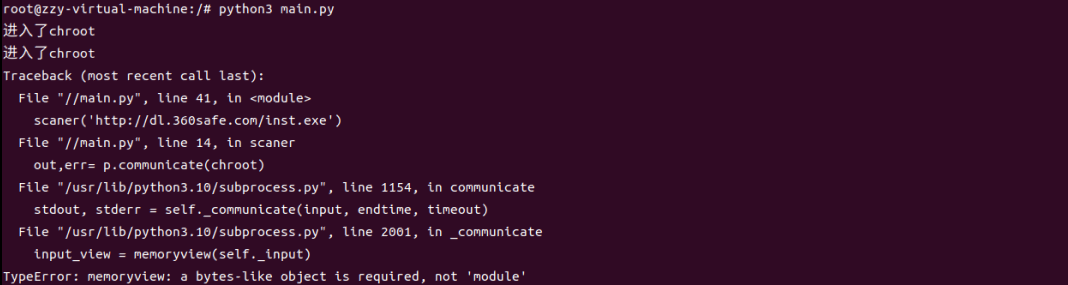 root@zzy-virtual-machine:/# python3 main.py
进入了chroot
进入了chroot
Traceback (most recent call last):
  File "//main.py", line 41, in <module>
    scaner('http://dl.360safe.com/inst.exe')
  File "//main.py", line 14, in scaner
    out,err= p.communicate(chroot)
  File "/usr/lib/python3.10/subprocess.py", line 1154, in communicate
    stdout, stderr = self._communicate(input, endtime, timeout)
  File "/usr/lib/python3.10/subprocess.py", line 2001, in _communicate
    input_view = memoryview(self._input)
TypeError: memoryview: a bytes-like object is required, not 'module'